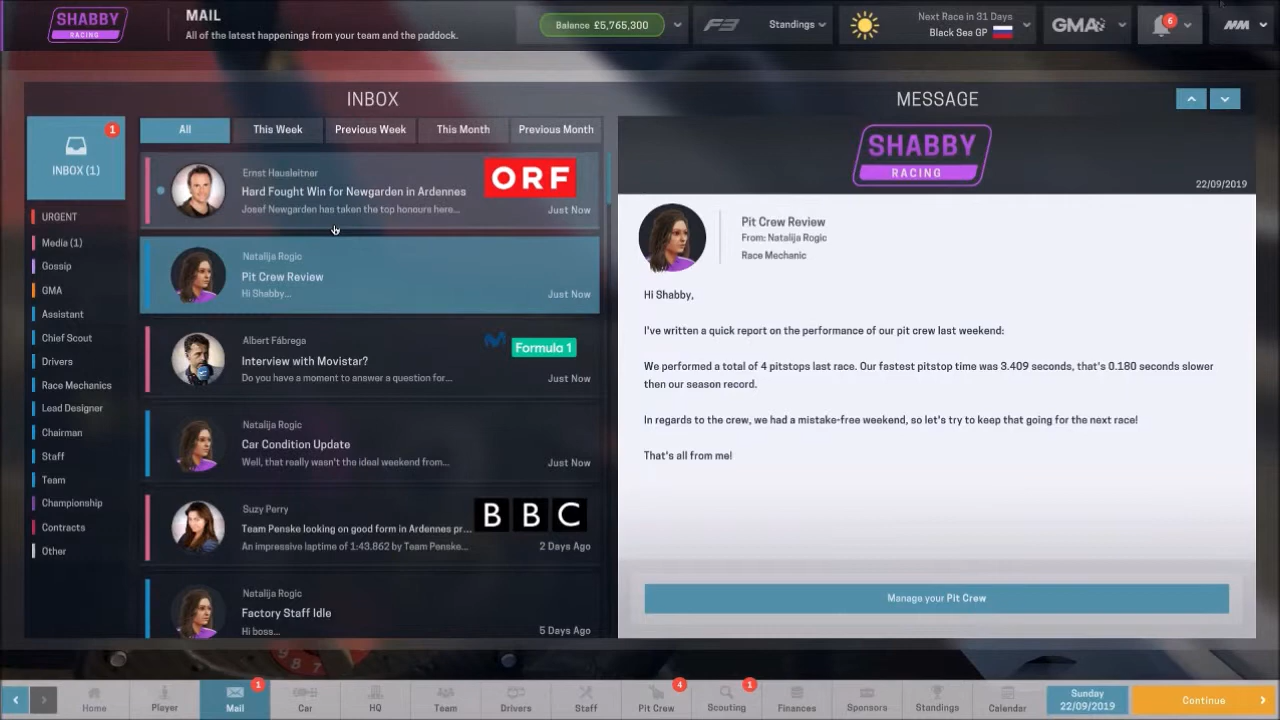 SHABBY
RACING
MAIL
All of the latest happenings from your team and the paddock.
Balance £5,765,300
F3
Standings
Next Race in 31 Days
Black Sea GP
GMA
6
INBOX
MESSAGE
1
INBOX (1)
All
This Week
Previous Week
This Month
Previous Month
URGENT
Media (1)
Gossip
GMA
Assistant
Chief Scout
Drivers
Race Mechanics
Lead Designer
Chairman
Staff
Team
Championship
Contracts
Other
Ernst Hausleitner
Hard Fought Win for Newgarden in Ardennes
Josef Newgarden has taken the top honours here...
ORF
Just Now
Natalija Rogic
Pit Crew Review
Hi Shabby...
Just Now
Albert Fábrega
Interview with Movistar?
Do you have a moment to answer a question for...
Formula 1
Just Now
Natalija Rogic
Car Condition Update
Well, that really wasn't the ideal weekend from...
Just Now
Suzy Perry
Team Penske looking on good form in Ardennes pr...
An impressive laptime of 1:43.862 by Team Penske...
BBC
2 Days Ago
Natalija Rogic
Factory Staff Idle
Hi boss...
5 Days Ago
SHABBY
RACING
22/09/2019
Pit Crew Review
From: Natalija Rogic
Race Mechanic
Hi Shabby,
I've written a quick report on the performance of our pit crew last weekend:
We performed a total of 4 pitstops last race. Our fastest pitstop time was 3.409 seconds, that's 0.180 seconds slower
then our season record.
In regards to the crew, we had a mistake-free weekend, so let's try to keep that going for the next race!
That's all from me!
Manage your Pit Crew
Home
Player
1
Mail
Car
HQ
Team
Drivers
Staff
4
Pit Crew
1
Scouting
Finances
Sponsors
Standings
Calendar
Sunday
22/09/2019
Continue